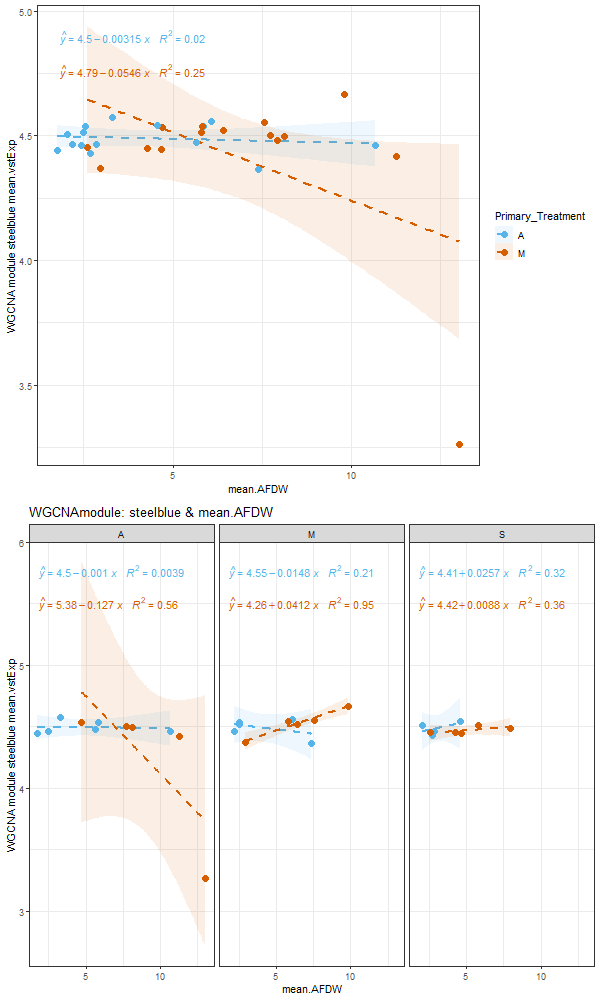 5.0
ŷ = 4.5 − 0.00315 x   R² = 0.02
ŷ = 4.79 − 0.0546 x   R² = 0.25
4.5
4.0
3.5
WGCNA module steelblue mean.vstExp
5
10
mean.AFDW
Primary_Treatment
A
M
WGCNAmodule: steelblue & mean.AFDW
A
M
S
6
ŷ = 4.5 − 0.001 x   R² = 0.0039
ŷ = 5.38 − 0.127 x   R² = 0.56
ŷ = 4.55 − 0.0148 x   R² = 0.21
ŷ = 4.26 + 0.0412 x   R² = 0.95
ŷ = 4.41 + 0.0257 x   R² = 0.32
ŷ = 4.42 + 0.0088 x   R² = 0.36
5
4
3
WGCNA module steelblue mean.vstExp
5
10
5
10
5
10
mean.AFDW